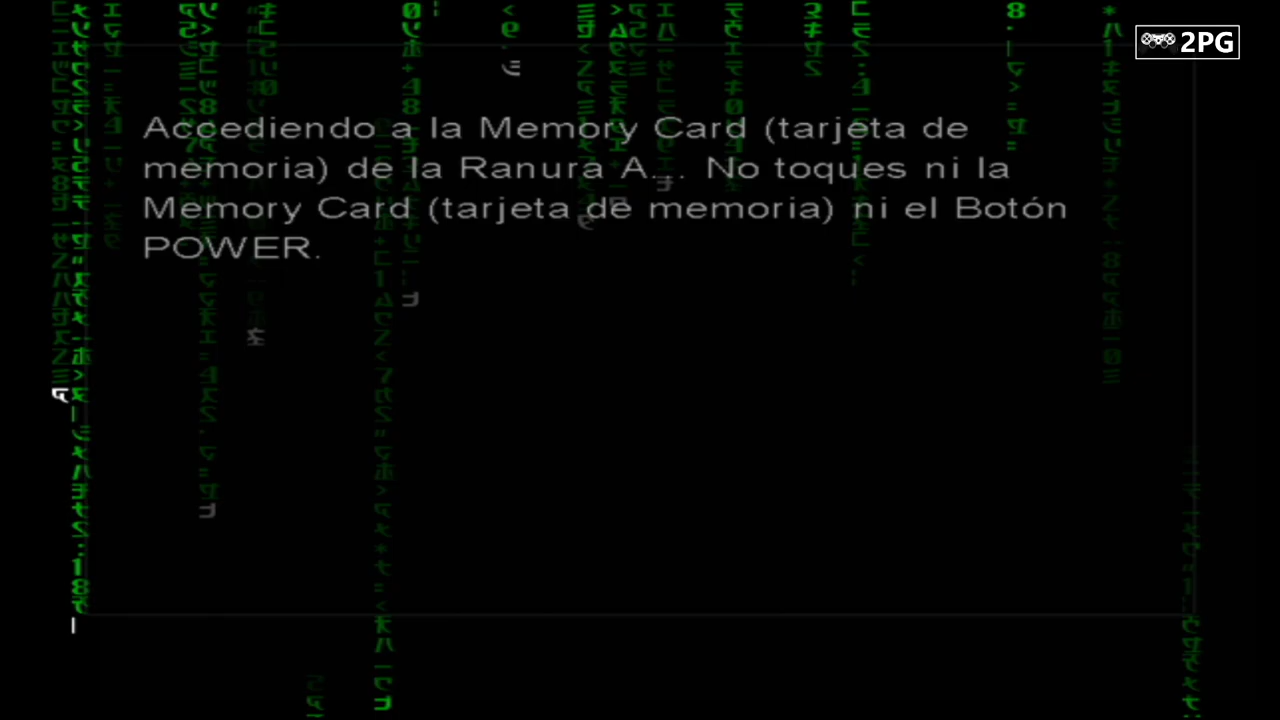 2PG
Accediendo a la Memory Card (tarjeta de
memoria) de la Ranura A... No toques ni la
Memory Card (tarjeta de memoria) ni el Botón
POWER.